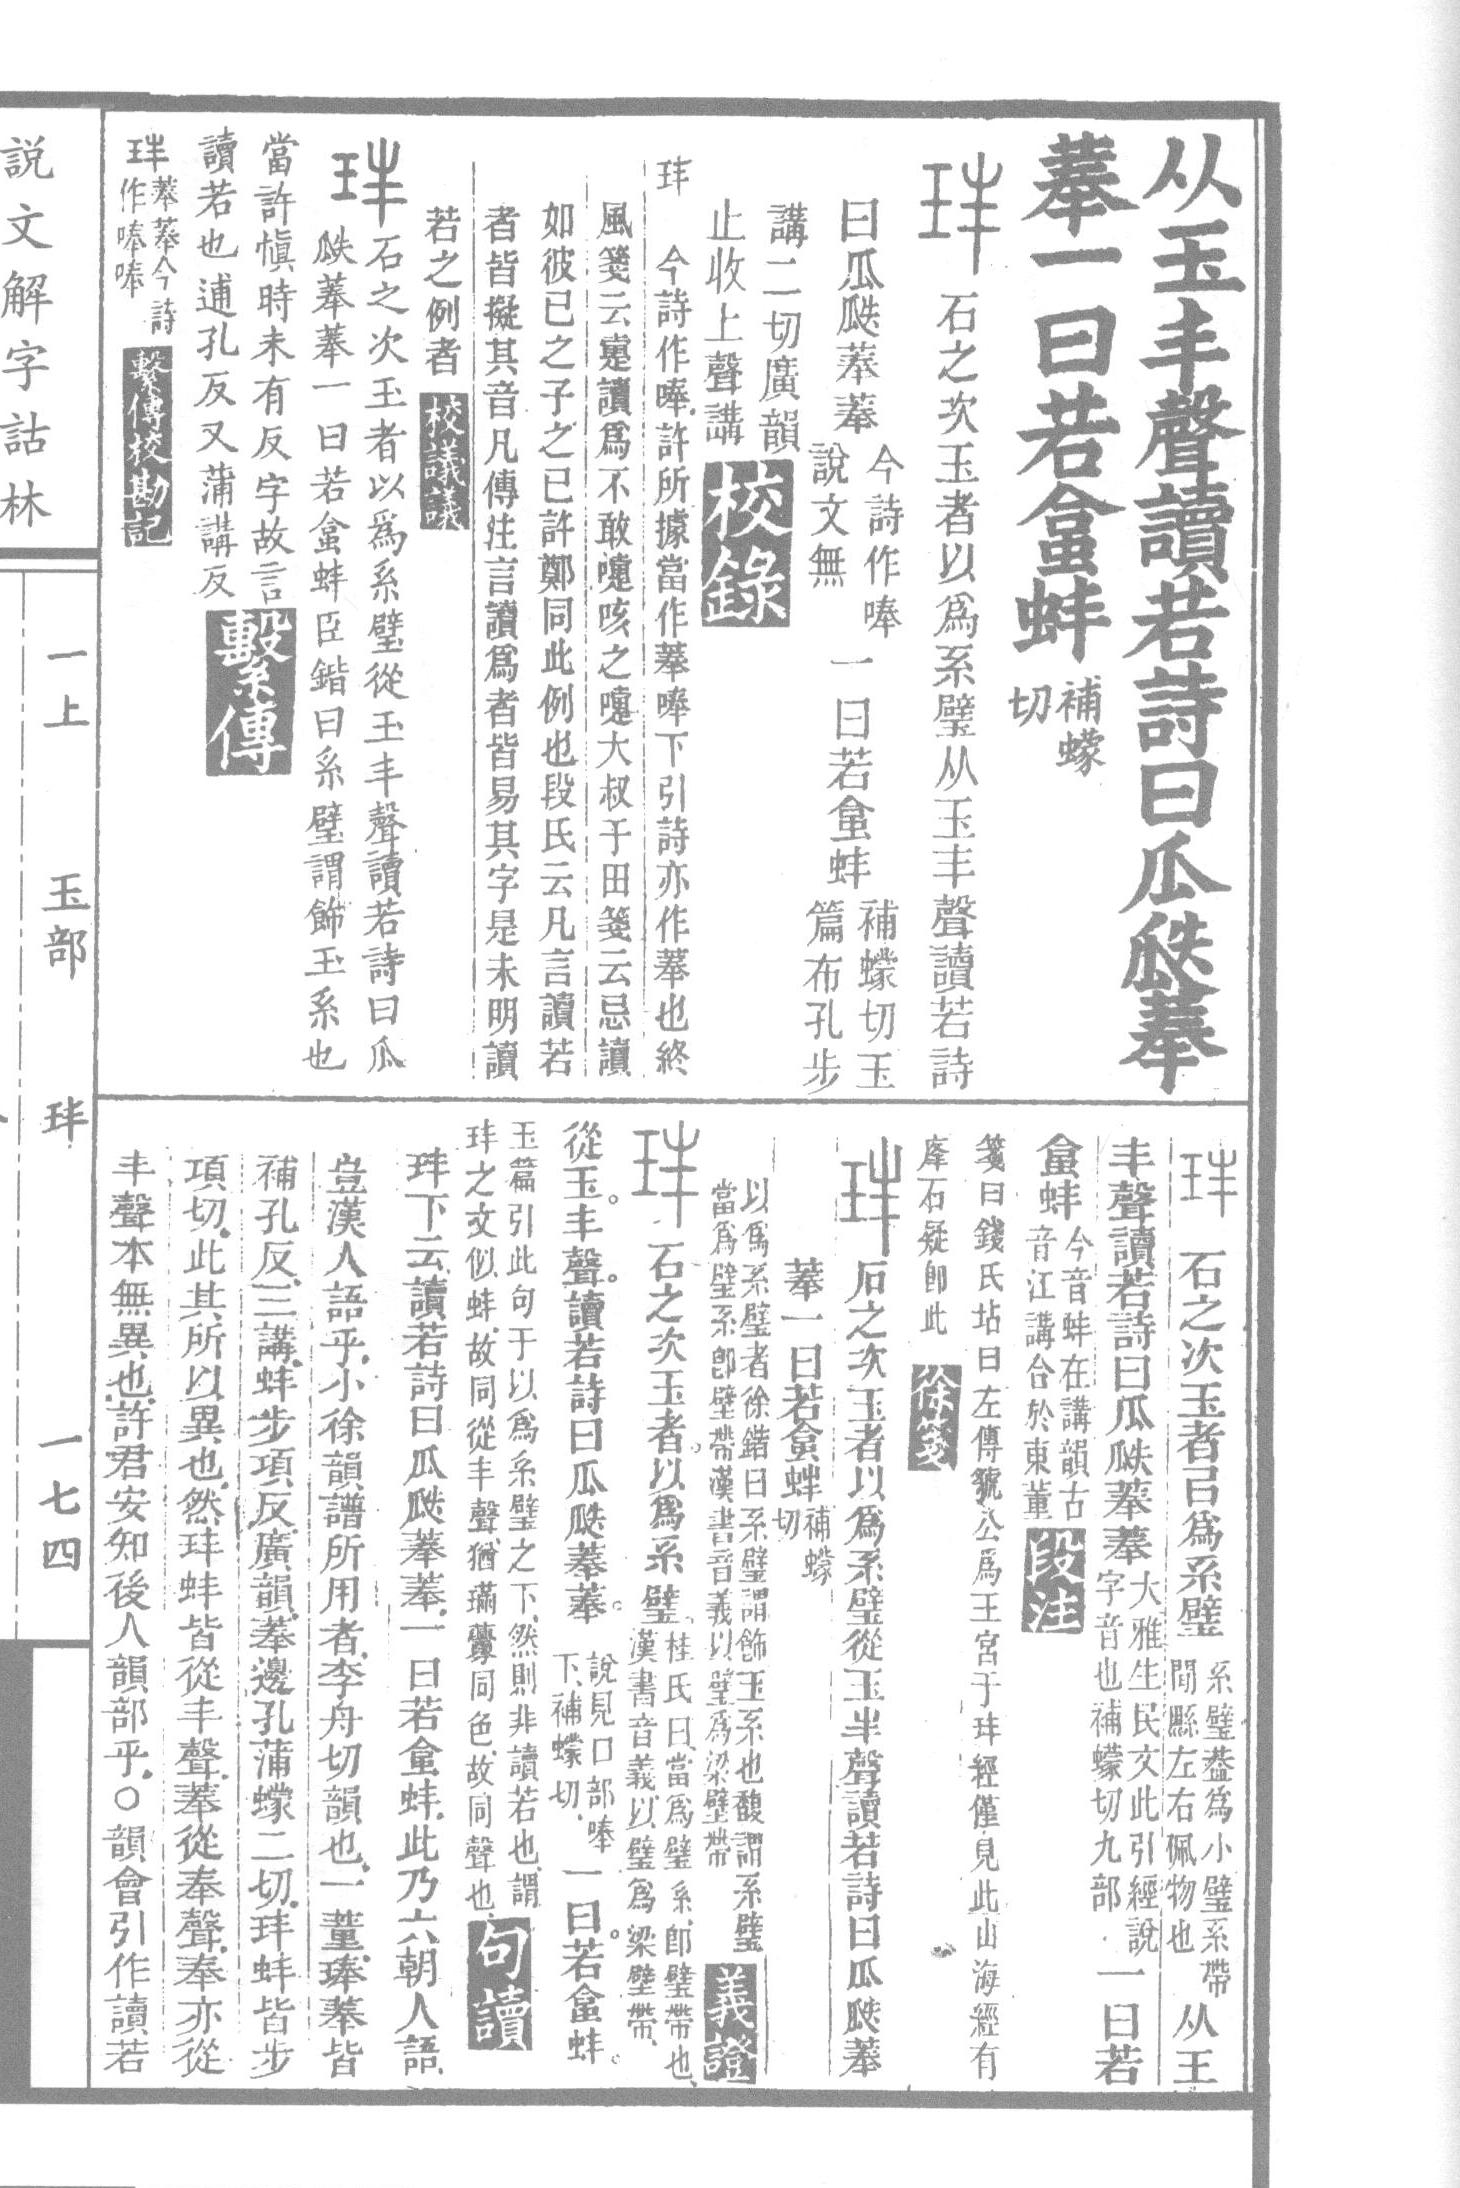 从玉丰聲讀若詩曰瓜瓞菶
菶一曰若蛬蚌補蠓切
玤石之次玉者以爲系璧从玉丰聲讀若詩
曰瓜瓞菶菶今詩作唪說文無一曰若蛬蚌補蠓切玉篇布孔步
講二切廣韻止收上聲講校錄
玤今詩作唪許所據當作菶唪下引詩亦作菶也終
風箋云疐讀爲不敢嚏咳之嚏大叔于田箋云忌讀
如彼已之子之已許鄭同此例也段氏云凡言讀若
者皆擬其音凡傳注言讀爲者皆易其字是未明讀
若之例者校議議
玤石之次玉者以爲系璧從玉丰聲讀若詩曰瓜
瓞菶菶一曰若蛬蚌臣鍇曰系璧謂飾玉系也
當許愼時未有反字故言
讀若也逋孔反又蒲講反繫傳
玤菶菶今詩作唪唪繫傳校勘記
玤石之次玉者㠯爲系璧系璧葢爲小璧系帶閒縣左右佩物也从王
丰聲讀若詩曰瓜瓞菶菶大雅生民文此引經說字音也補蠓切九部一曰若
蛬蚌今音蚌在講韻古音江講合於東董段注
箋曰錢氏坫曰左傳虢公爲王宮于玤經僅見此山海經有
庠石疑卽此徐箋
玤石之次玉者以爲系璧從玉丰聲讀若詩曰瓜瓞菶
菶一曰若蛬蚌補蠓切
以爲系璧者徐鍇曰系璧謂飾玉系也馥謂系璧
當爲璧系卽璧帶漢書音義以璧爲梁壁帶義證
玤石之次玉者以爲系璧桂氏曰當爲璧系卽璧帶也漢書音義以璧爲梁壁帶
從玉丰聲讀若詩曰瓜瓞菶菶說見口部唪下補蠓切一曰若蛬蚌
玉篇引此句于以爲系璧之下然則非讀若也謂
玤之文似蚌故同從丰聲猶璊虋同色故同聲也句讀
玤下云讀若詩曰瓜瓞菶菶一曰若蛬蚌此乃六朝人語
豈漢人語乎小徐韻譜所用者李舟切韻也一董琫菶皆
補孔反三講蚌步項反廣韻菶邊孔蒲蠓二切玤蚌皆步
項切此其所以異也然玤蚌皆從丰聲菶從奉聲奉亦從
丰聲本無異也許君安知後人韻部乎○韻會引作讀若
說文解字詁林
一上 玉部 玤 一七四